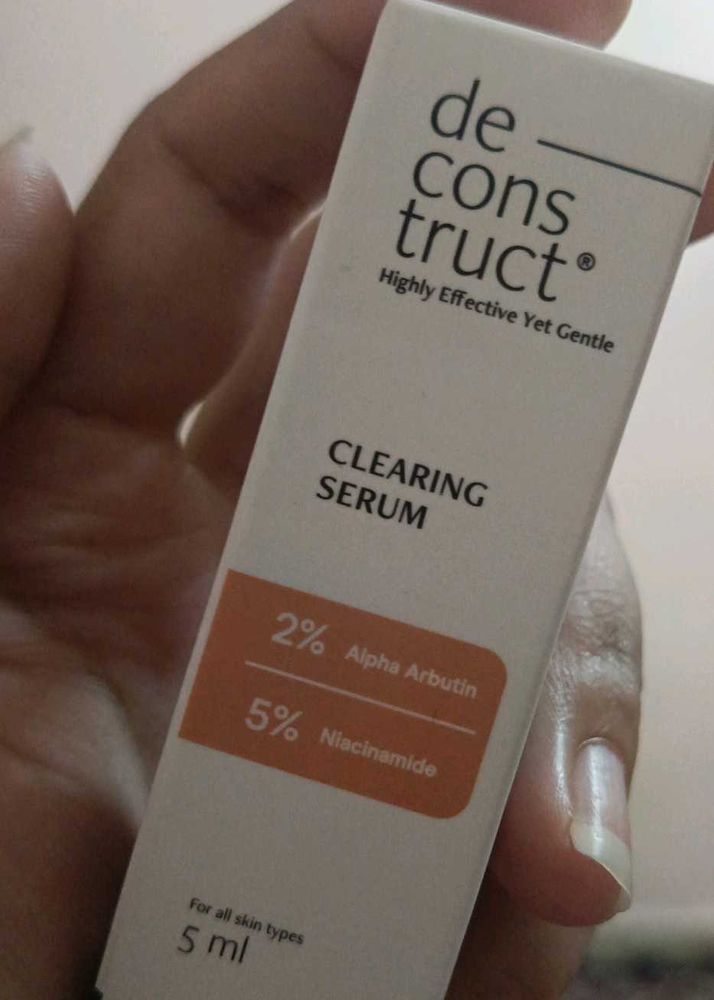 de
cons
truct®
Highly Effective Yet Gentle
CLEARING
SERUM
2% Alpha Arbutin
5% Niacinamide
For all skin types
5 ml